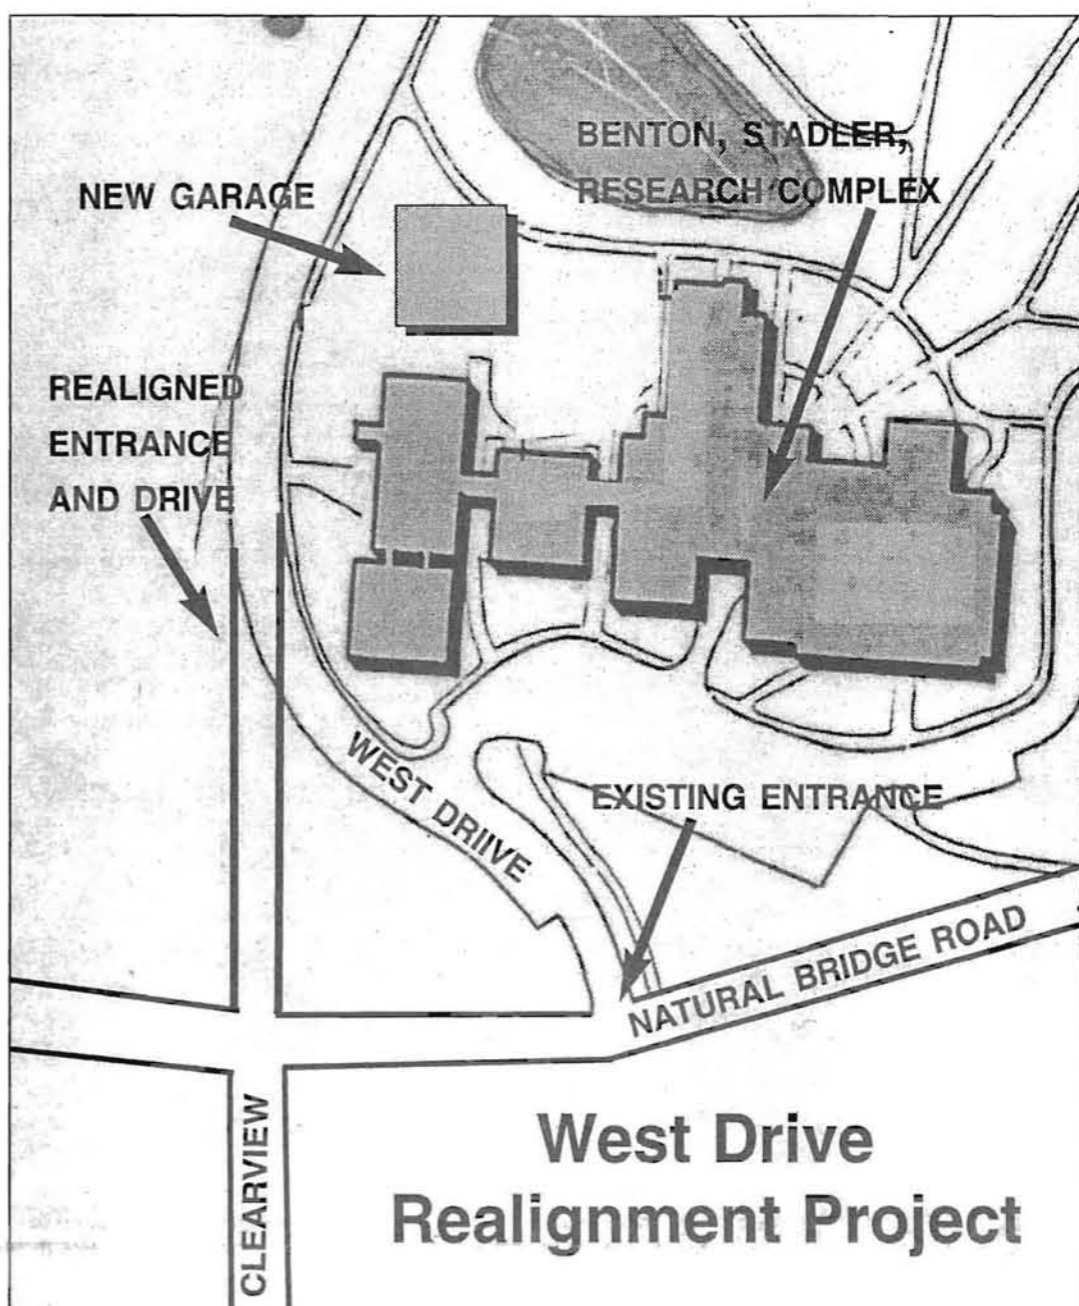 BENTON, STADLER,
RESEARCH COMPLEX
NEW GARAGE
REALIGNED
ENTRANCE
AND DRIVE
WEST DRIIVE
EXISTING ENTRANCE
NATURAL BRIDGE ROAD
CLEARVIEW
West Drive
Realignment Project